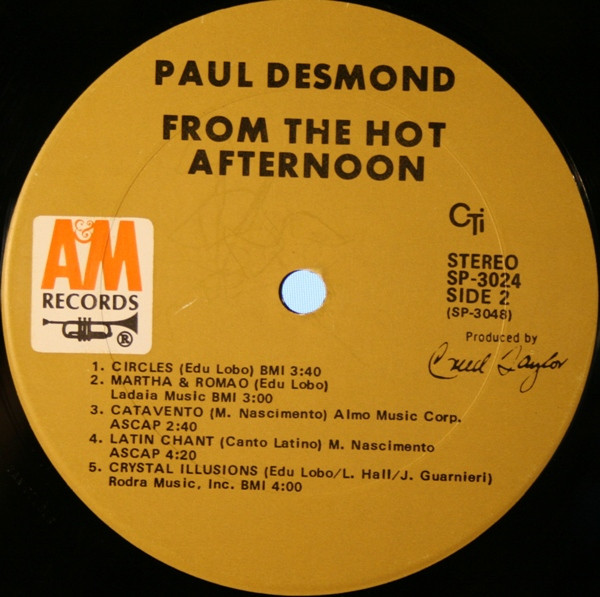 PAUL DESMOND
FROM THE HOT
AFTERNOON
CTi
A&M
RECORDS
®
STEREO
SP-3024
SIDE 2
(SP-3048)
Produced by
Creed Taylor
1. CIRCLES (Edu Lobo) BMI 3:40
2. MARTHA & ROMAO (Edu Lobo)
Ladaia Music BMI 3:00
3. CATAVENTO (M. Nascimento) Almo Music Corp.
ASCAP 2:40
4. LATIN CHANT (Canto Latino) M. Nascimento
ASCAP 4:20
5. CRYSTAL ILLUSIONS (Edu Lobo/L. Hall/J. Guarnieri)
Rodra Music, Inc. BMI 4:00